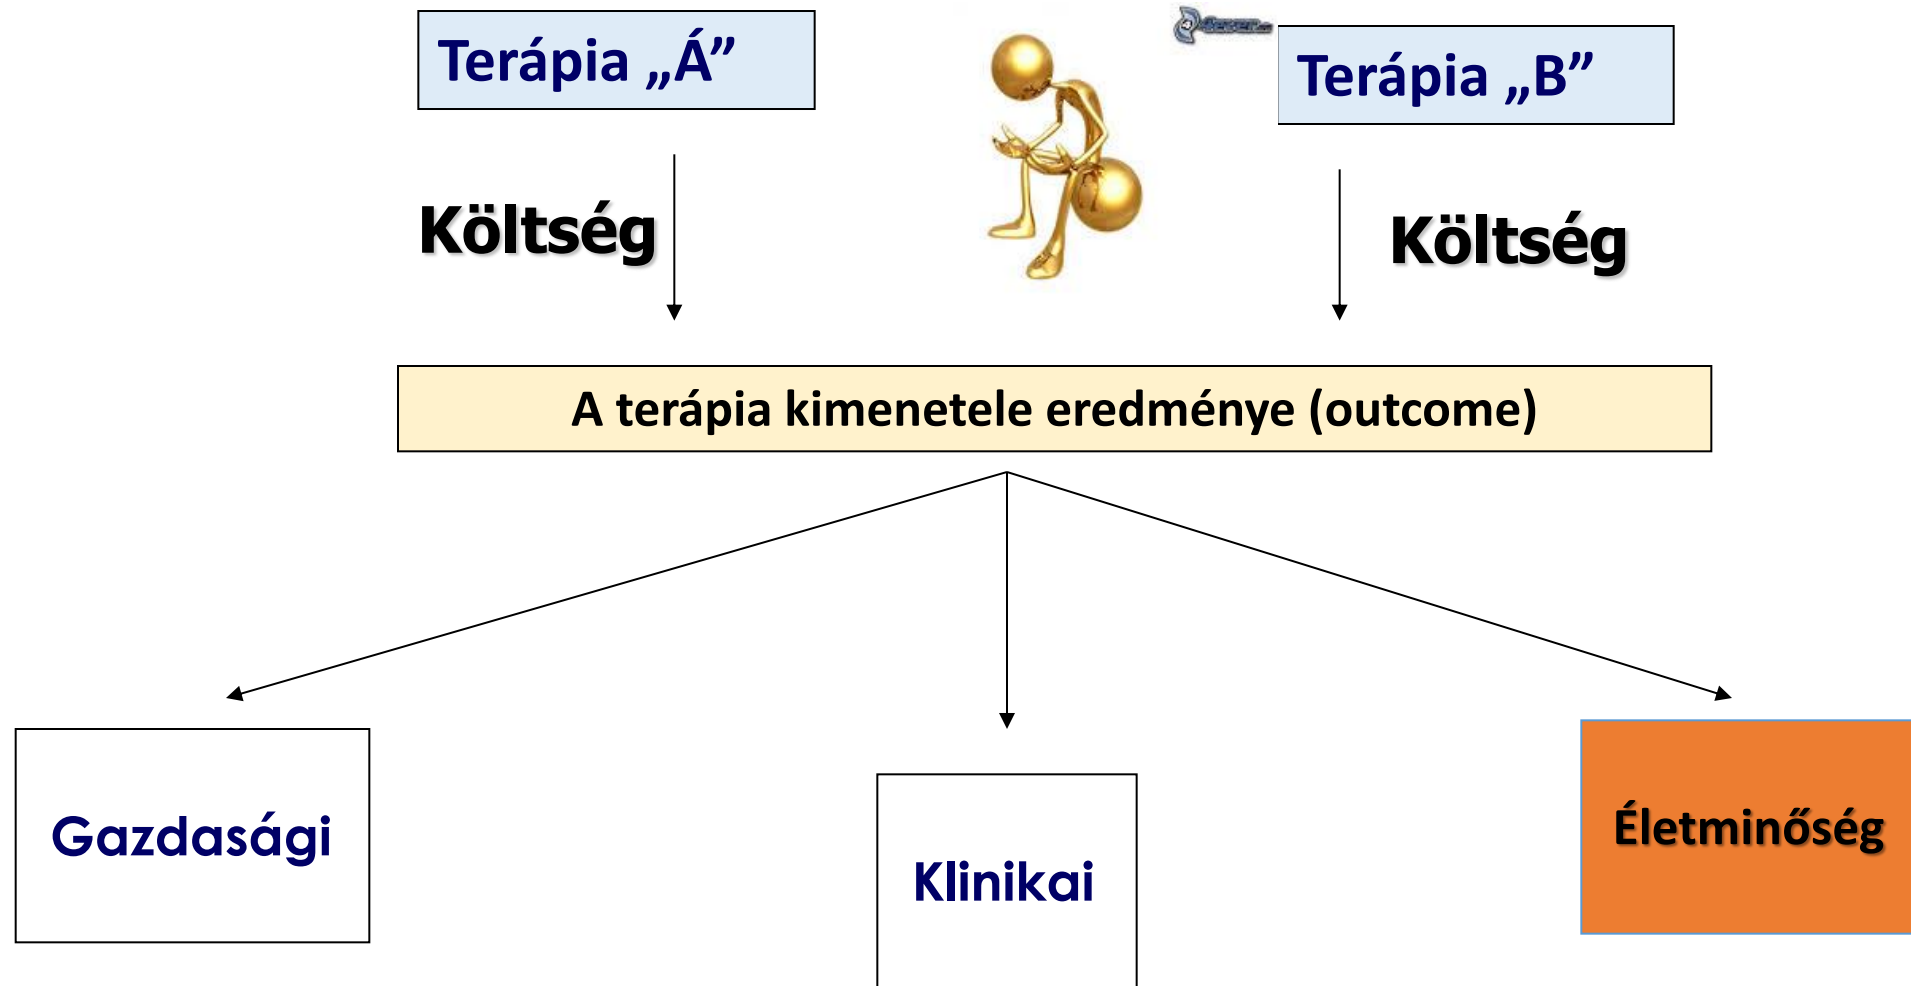 Terápia „Á”
Terápia „B”
Költség
Költség
A terápia kimenetele eredménye (outcome)
Gazdasági
Klinikai
Életminőség